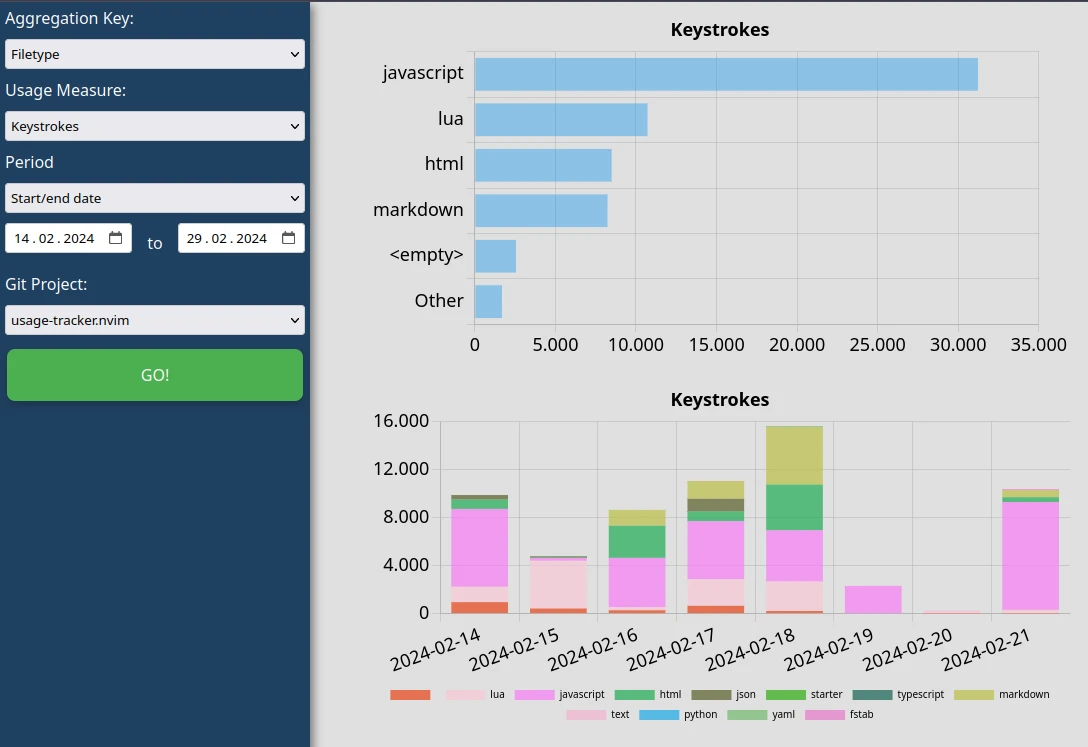 Aggregation Key:
Filetype
Usage Measure:
Keystrokes
Period
Start/end date
14.02.2024 to 29.02.2024
Git Project:
usage-tracker.nvim
GO!
Keystrokes
javascript
lua
html
markdown
<empty>
Other
0 5.000 10.000 15.000 20.000 25.000 30.000 35.000
Keystrokes
16.000
12.000
8.000
4.000
0
2024-02-14 2024-02-15 2024-02-16 2024-02-17 2024-02-18 2024-02-19 2024-02-20 2024-02-21
lua javascript html json starter typescript markdown
text python yaml fstab